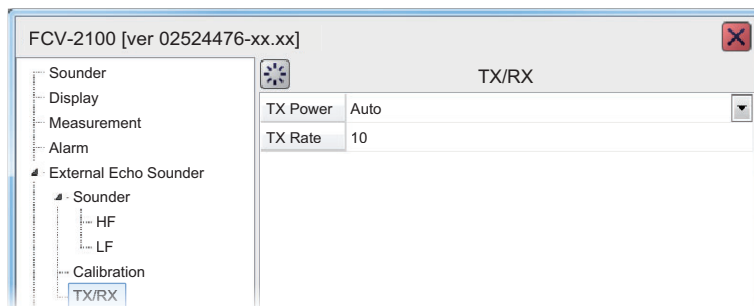 FCV-2100 [ver 02524476-xx.xx]
Sounder
Display
Measurement
Alarm
External Echo Sounder
Sounder
HF
LF
Calibration
TX/RX
TX/RX
TX Power Auto
TX Rate 10